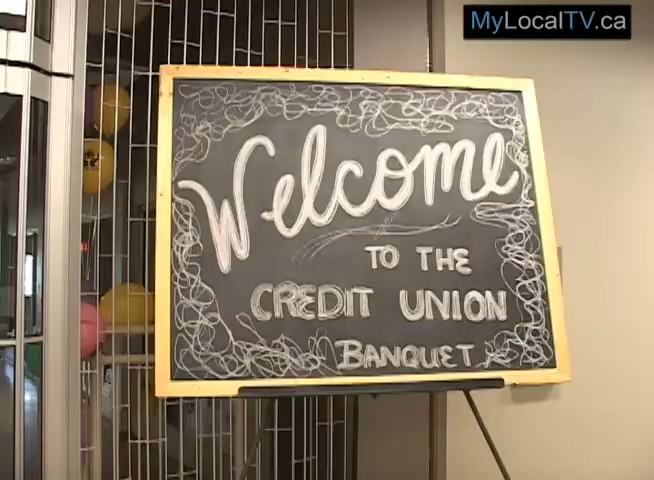 MyLocalTV.ca
Welcome
TO THE
CREDIT UNION
BANQUET